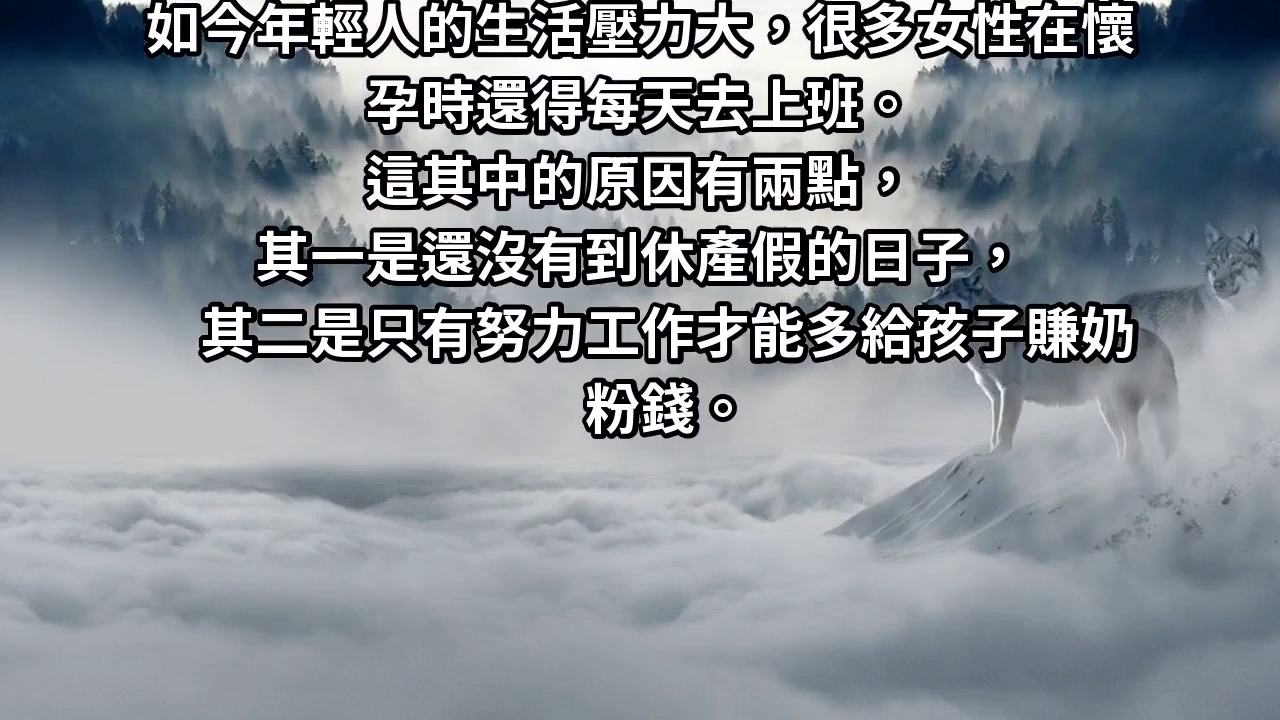 如今年輕人的生活壓力大，很多女性在懷
孕時還得每天去上班。
這其中的原因有兩點，
其一是還沒有到休產假的日子，
其二是只有努力工作才能多給孩子賺奶
粉錢。